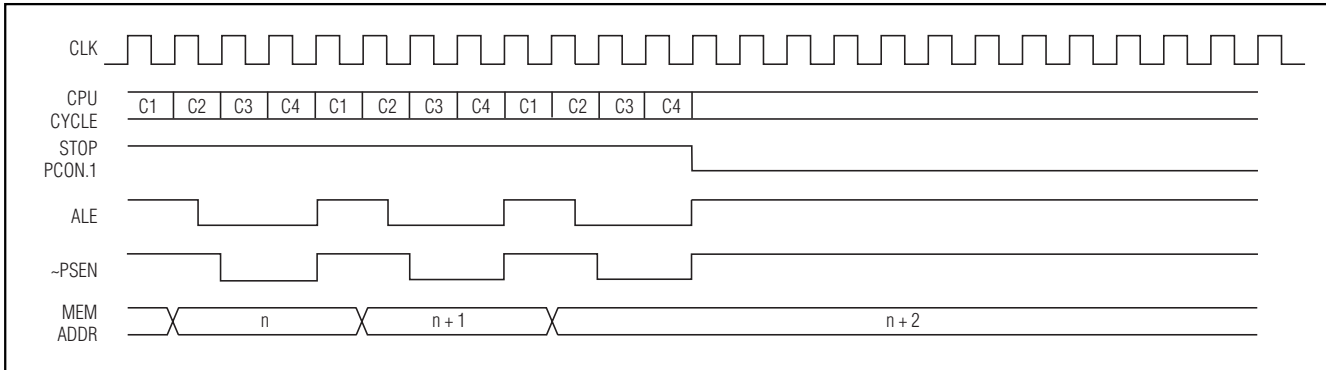 CLK
CPU
CYCLE
C1 C2 C3 C4 C1 C2 C3 C4 C1 C2 C3 C4
STOP
PCON.1
ALE
~PSEN
MEM
ADDR
n n + 1 n + 2